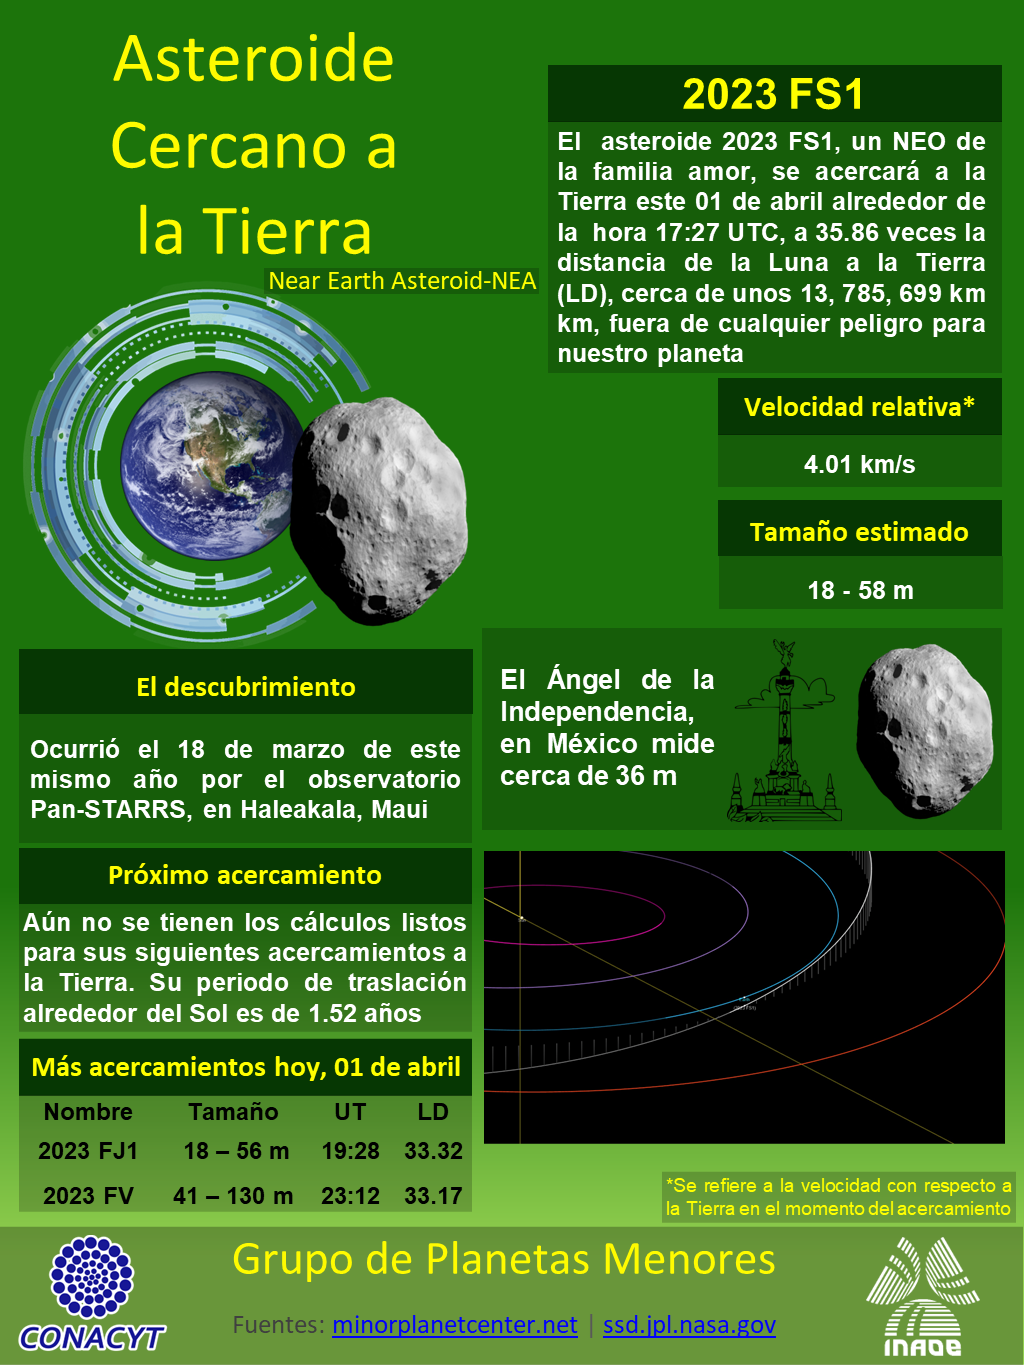 Asteroide
Cercano a
la Tierra
Near Earth Asteroid-NEA
2023 FS1
El asteroide 2023 FS1, un NEO de
la familia amor, se acercará a la
Tierra este 01 de abril alrededor de
la hora 17:27 UTC, a 35.86 veces la
distancia de la Luna a la Tierra
(LD), cerca de unos 13, 785, 699 km
km, fuera de cualquier peligro para
nuestro planeta
Velocidad relativa*
4.01 km/s
Tamaño estimado
18 - 58 m
El descubrimiento
Ocurrió el 18 de marzo de este
mismo año por el observatorio
Pan-STARRS, en Haleakala, Maui
El Ángel de la
Independencia,
en México mide
cerca de 36 m
Próximo acercamiento
Aún no se tienen los cálculos listos
para sus siguientes acercamientos a
la Tierra. Su periodo de traslación
alrededor del Sol es de 1.52 años
Más acercamientos hoy, 01 de abril
Nombre Tamaño UT LD
2023 FJ1 18 – 56 m 19:28 33.32
2023 FV 41 – 130 m 23:12 33.17
*Se refiere a la velocidad con respecto a
la Tierra en el momento del acercamiento
Grupo de Planetas Menores
Fuentes: minorplanetcenter.net | ssd.jpl.nasa.gov
CONACYT
INAOE